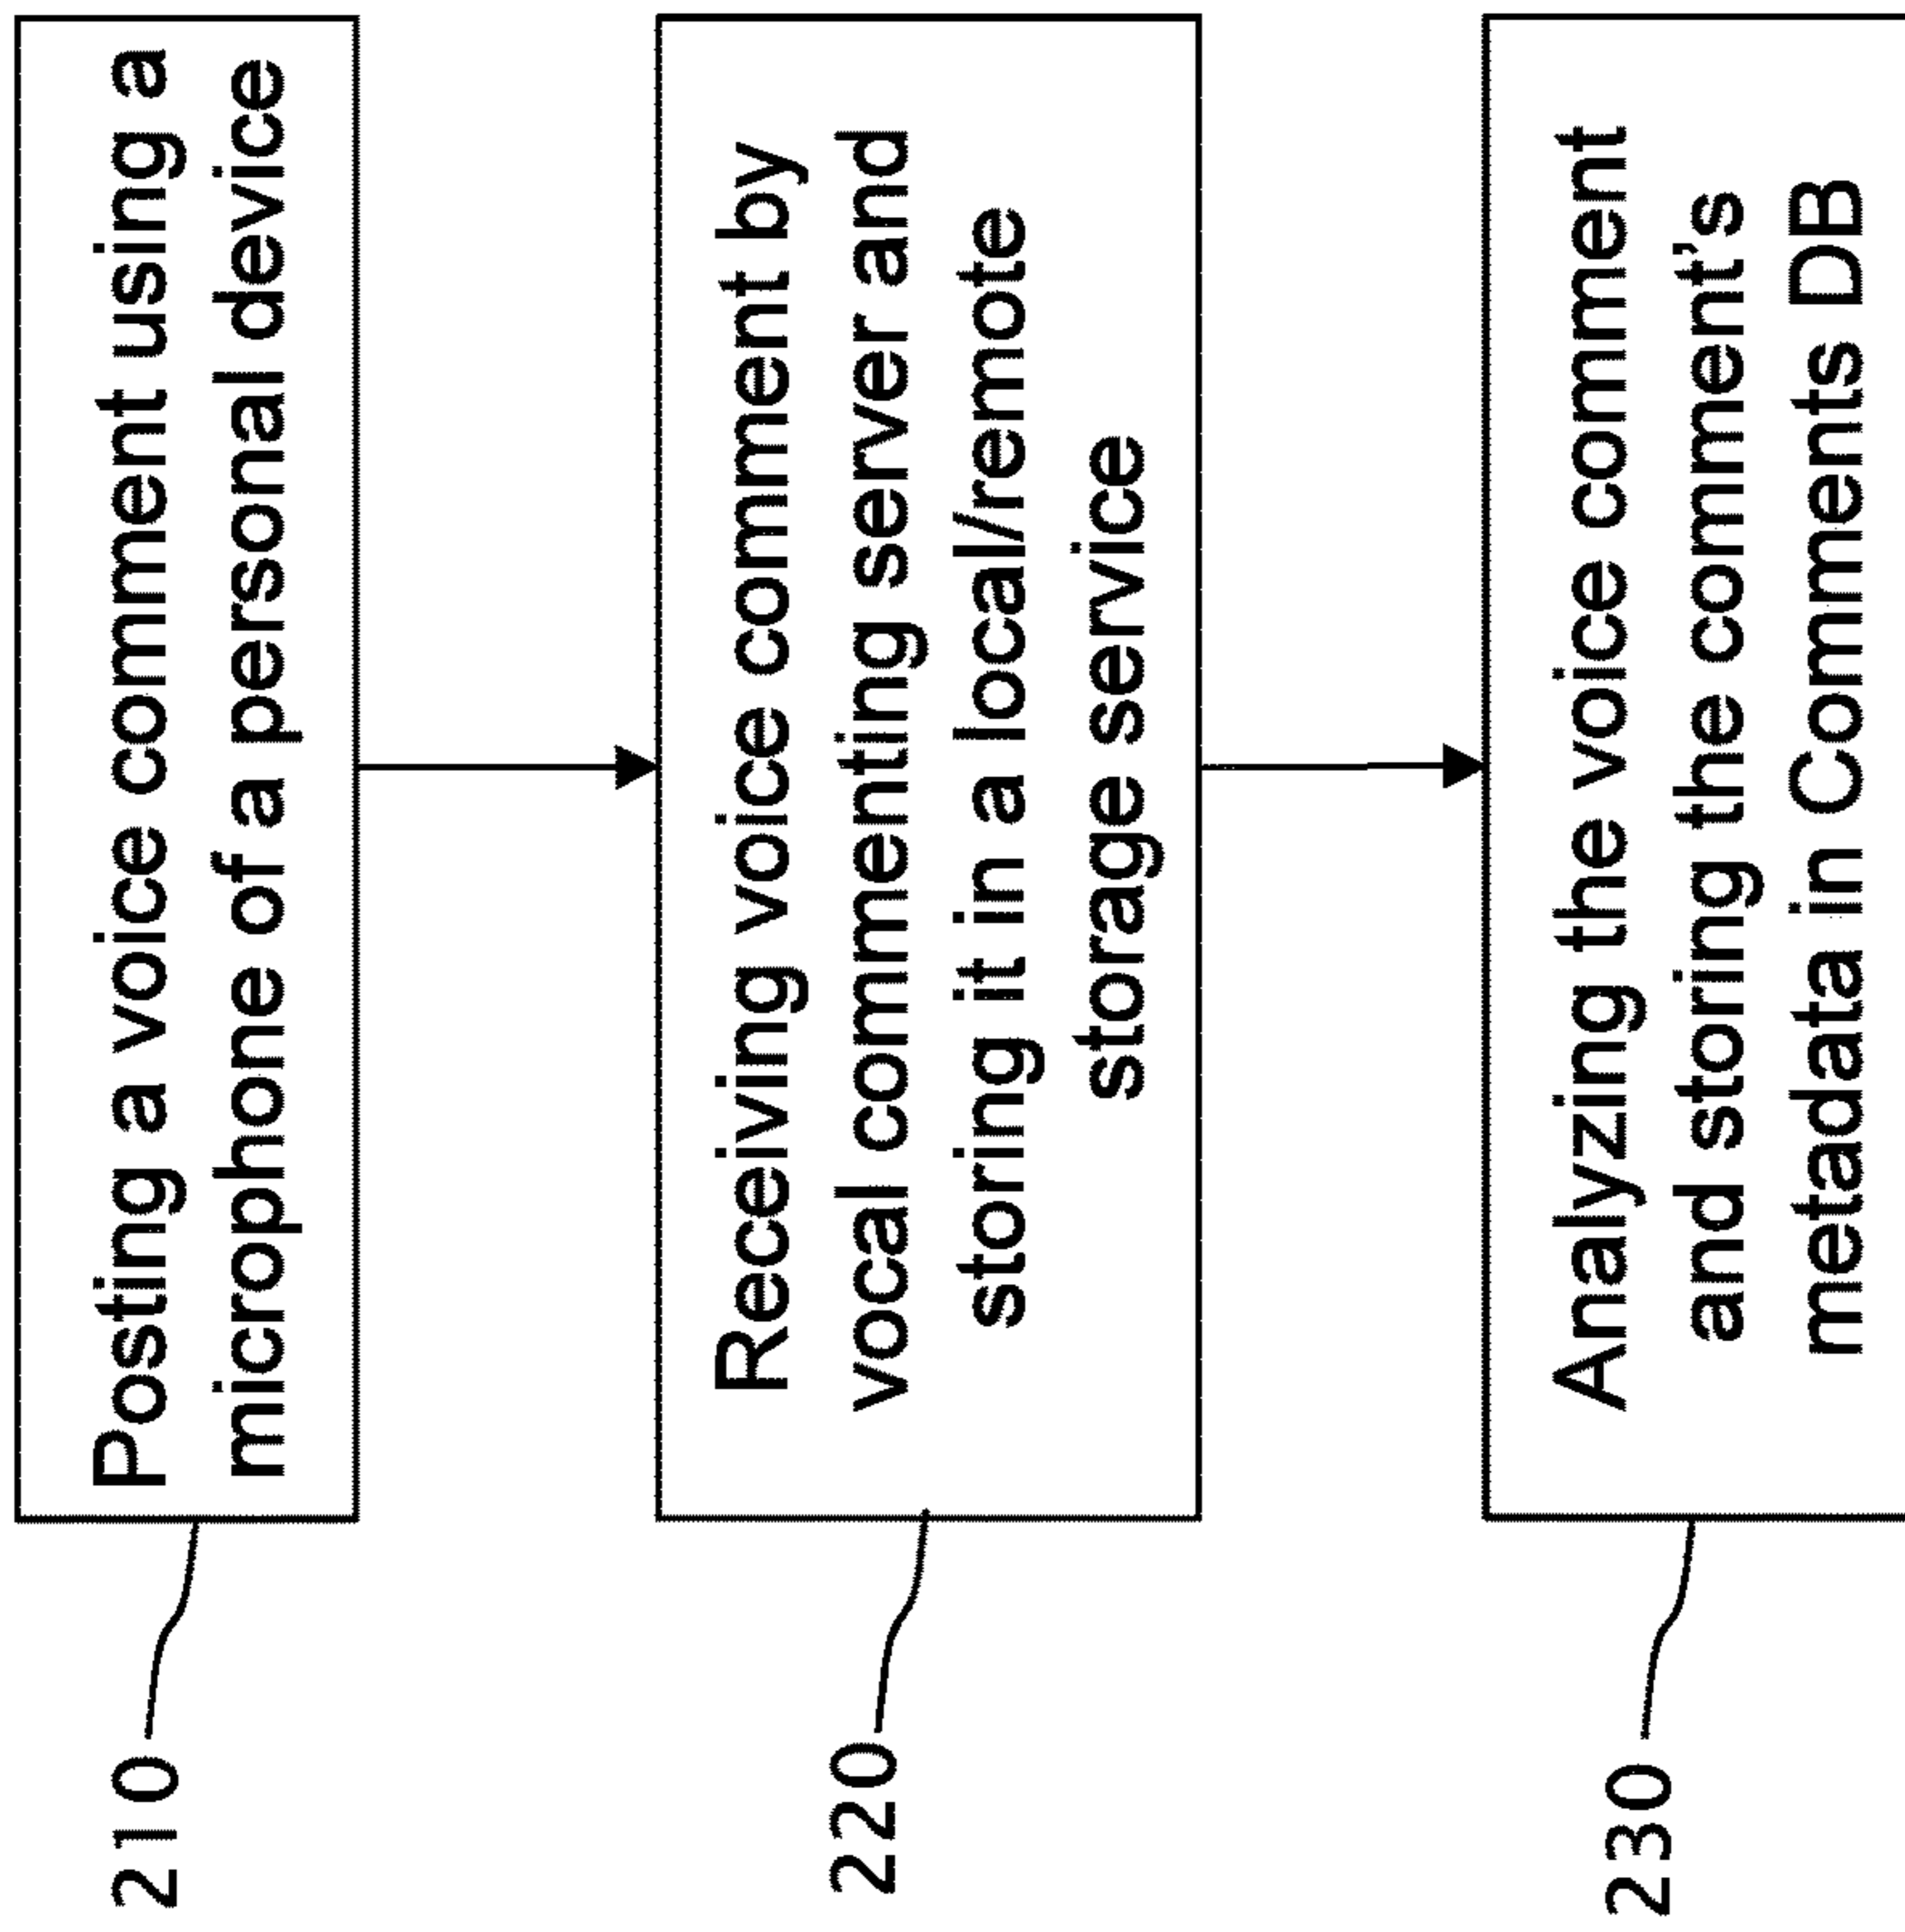 210
Posting a voice comment using a
microphone of a personal device
220
Receiving voice comment by
vocal commenting server and
storing it in a local/remote
storage service
230
Analyzing the voice comment
and storing the comment's
metadata in Comments DB